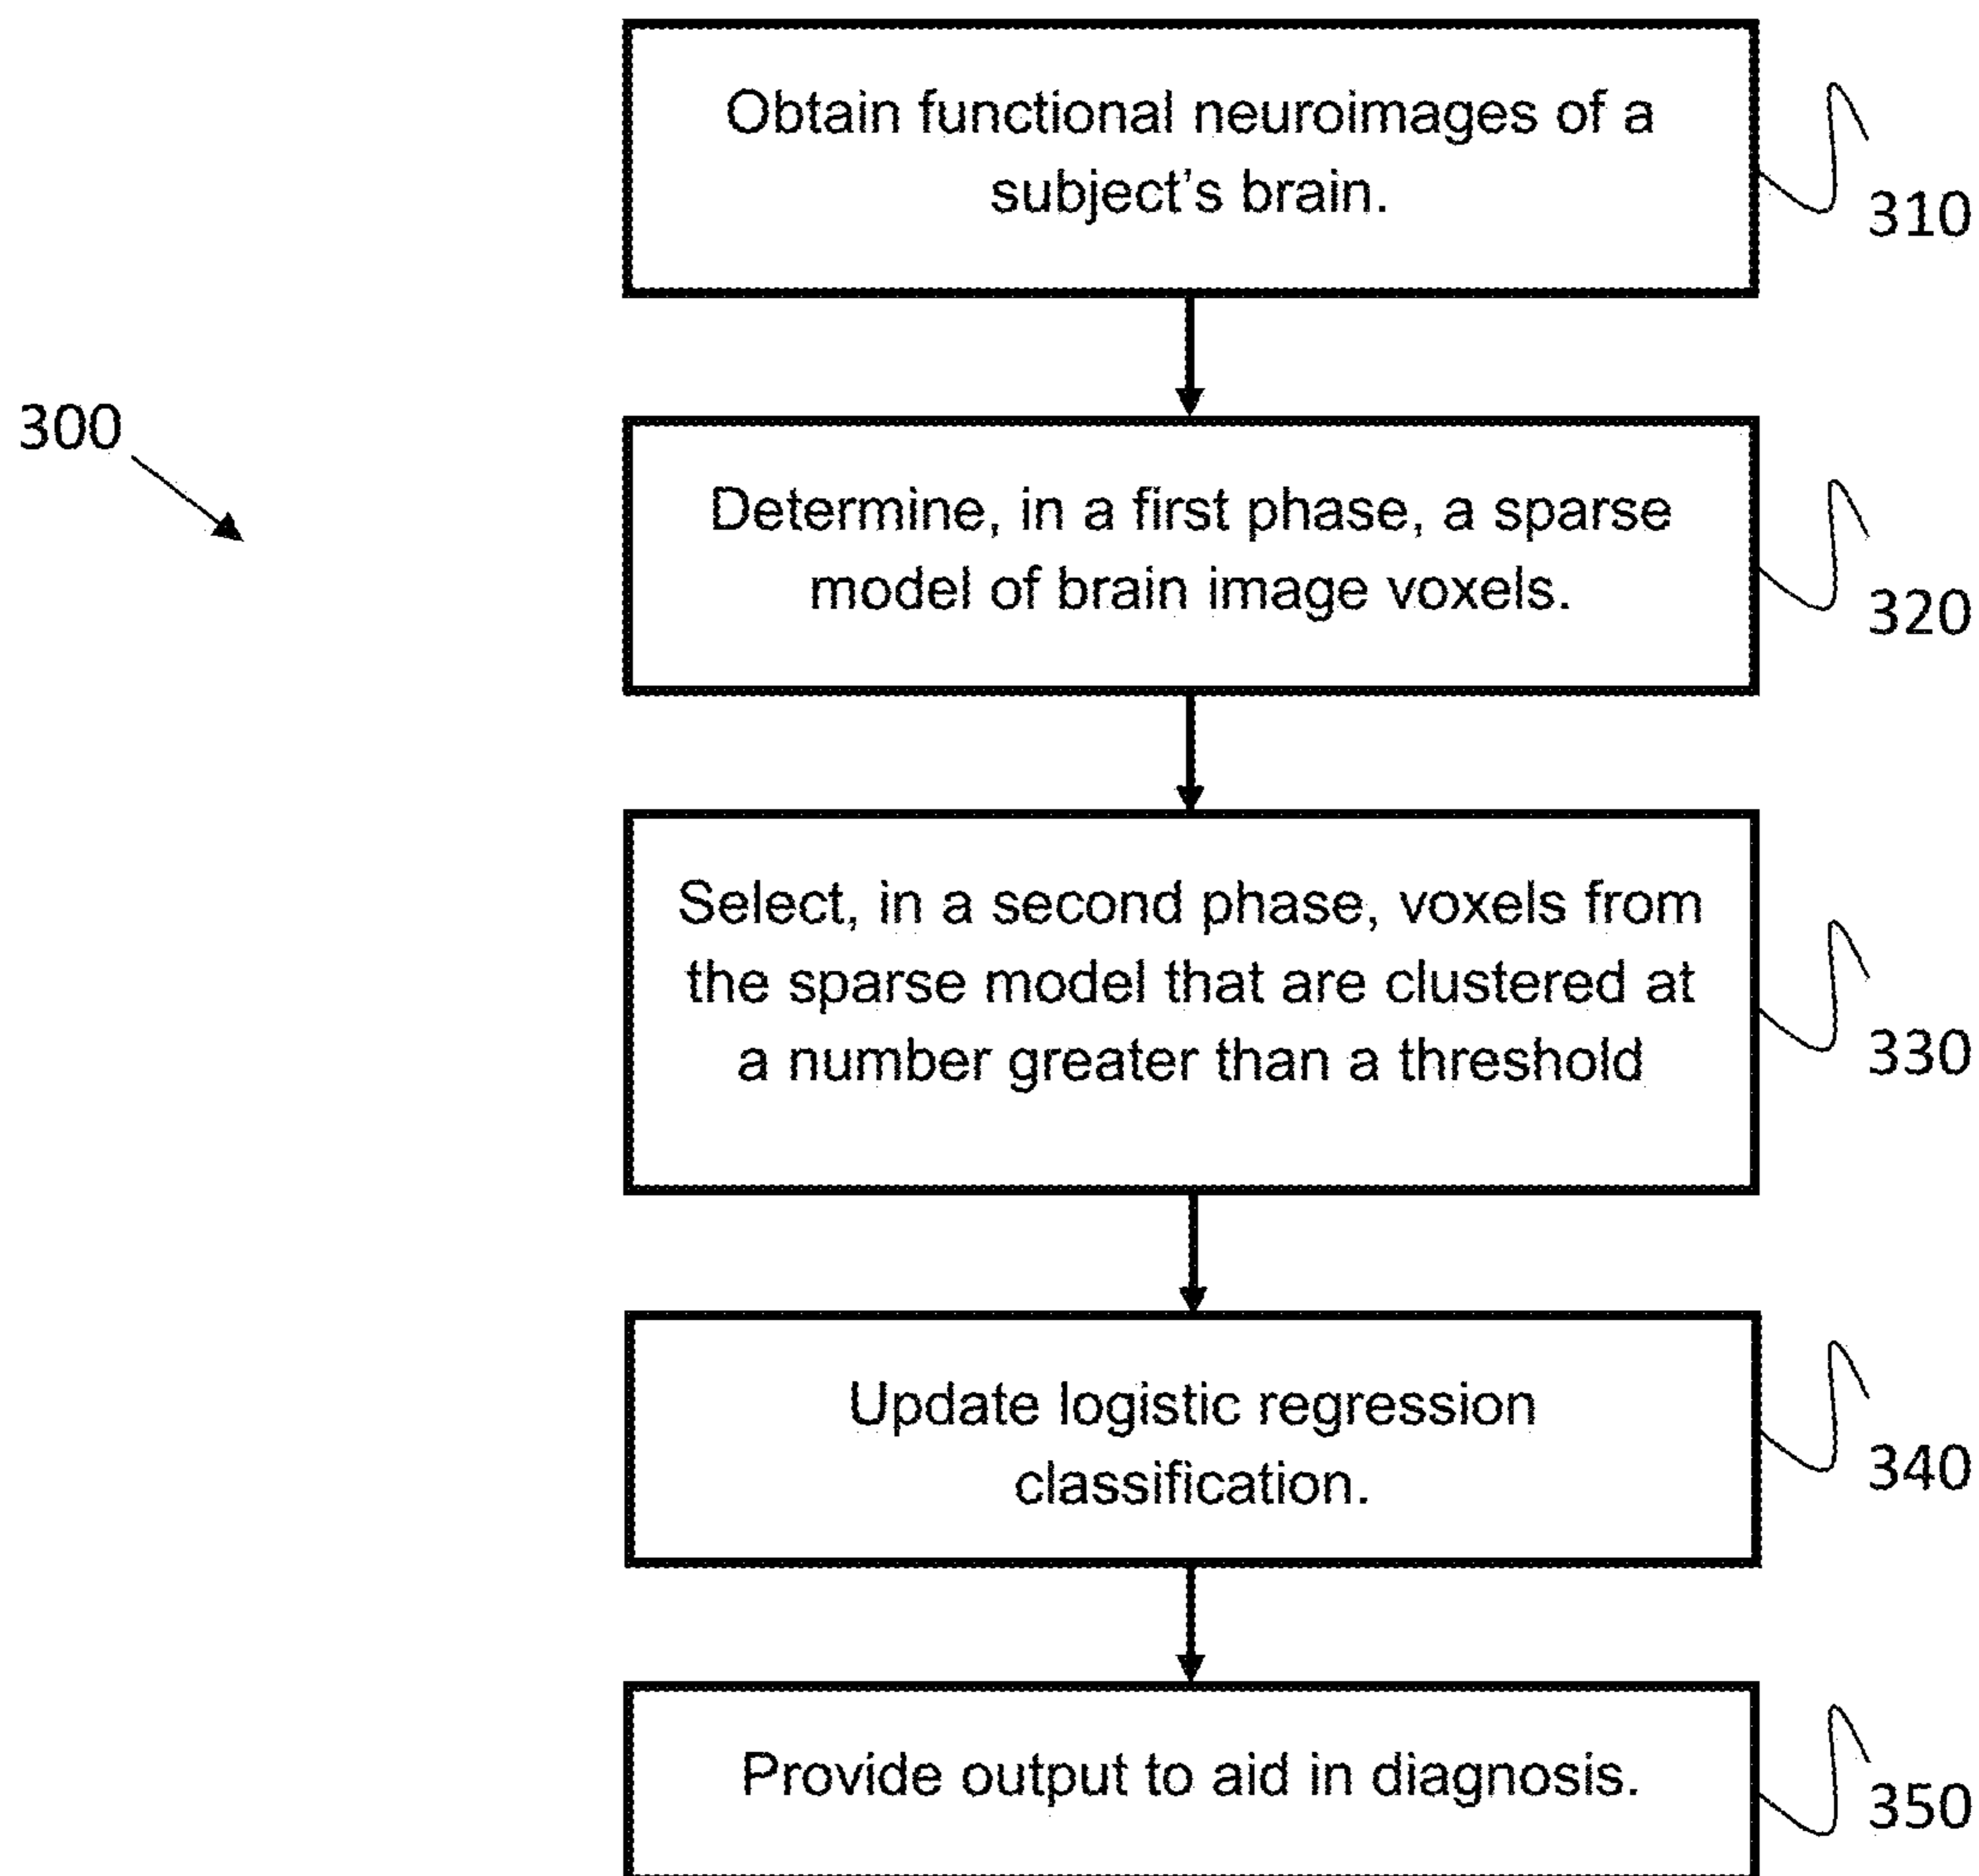 Obtain functional neuroimages of a
subject's brain.
310
300
Determine, in a first phase, a sparse
model of brain image voxels.
320
Select, in a second phase, voxels from
the sparse model that are clustered at
a number greater than a threshold
330
Update logistic regression
classification.
340
Provide output to aid in diagnosis.
350